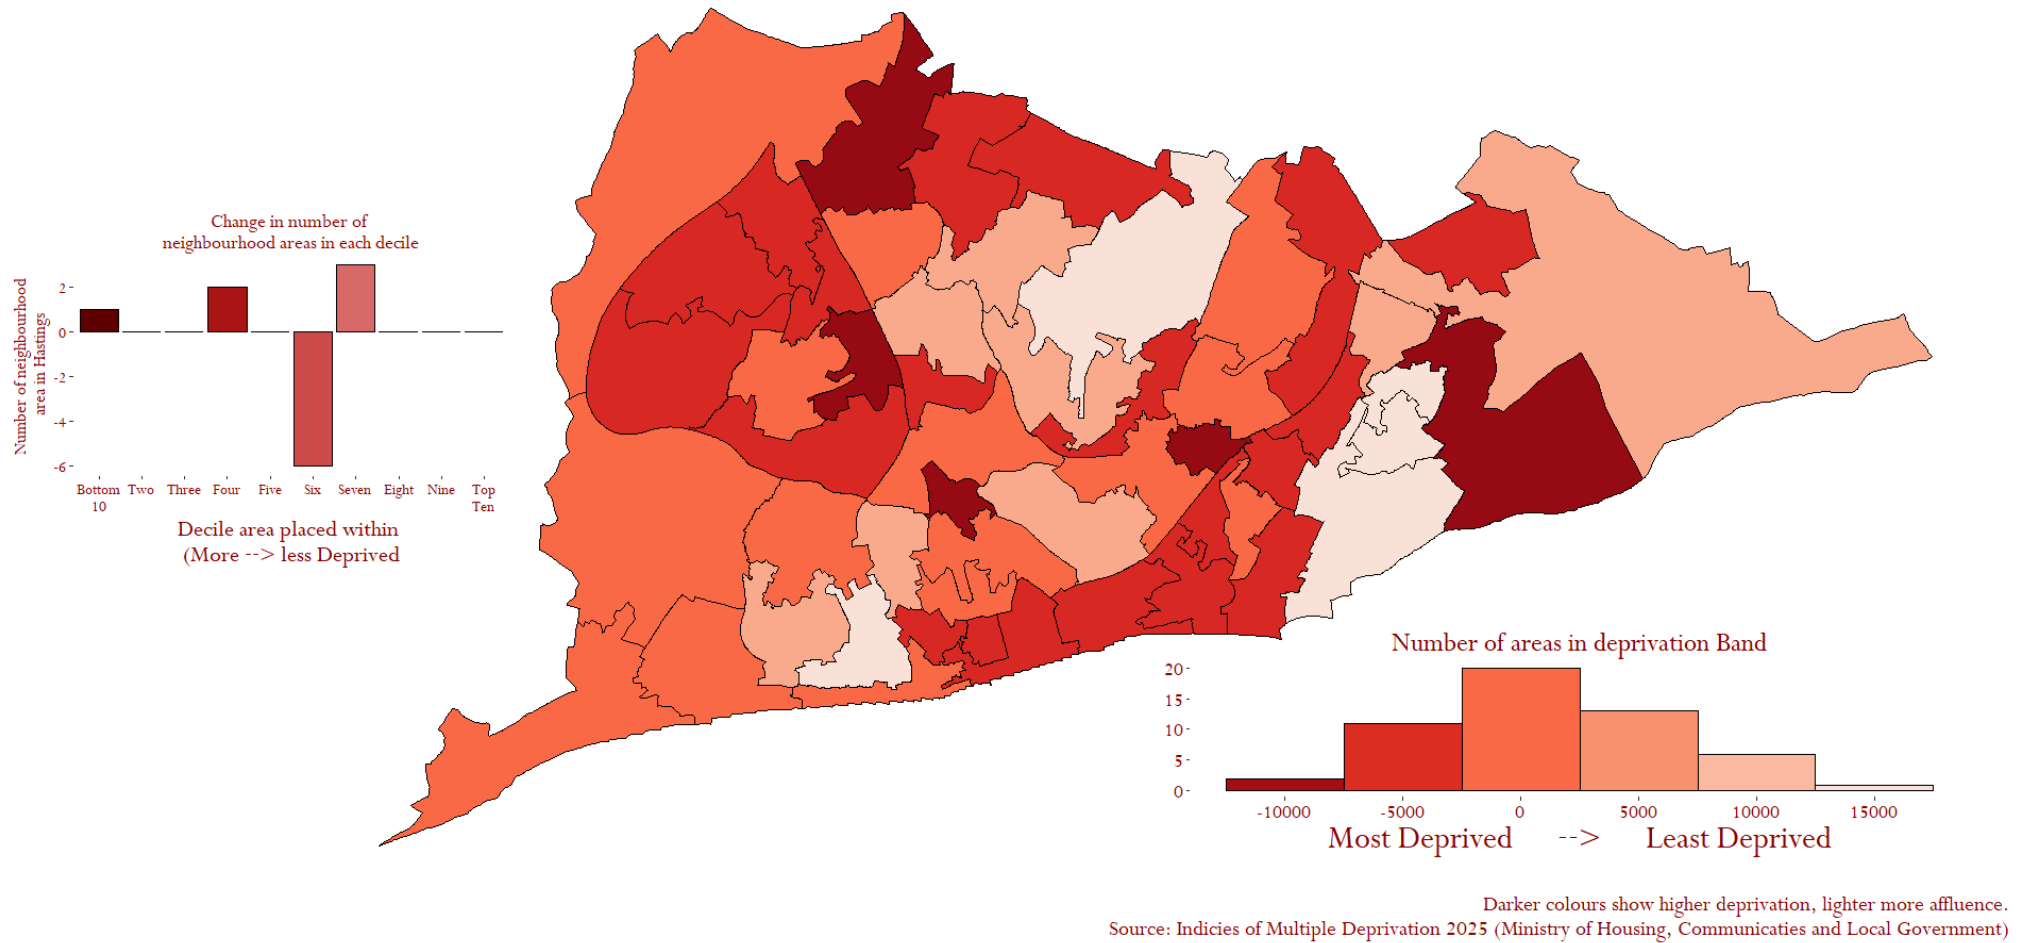 Change in number of
neighbourhood areas in each decile
Number of neighbourhood
area in Hastings
2
0
-2
-4
-6
Bottom 10 Two Three Four Five Six Seven Eight Nine Top Ten
Decile area placed within
(More --> less Deprived
Number of areas in deprivation Band
20
15
10
5
0
-10000 -5000 0 5000 10000 15000
Most Deprived --> Least Deprived
Darker colours show higher deprivation, lighter more affluence.
Source: Indicies of Multiple Deprivation 2025 (Ministry of Housing, Communicaties and Local Government)